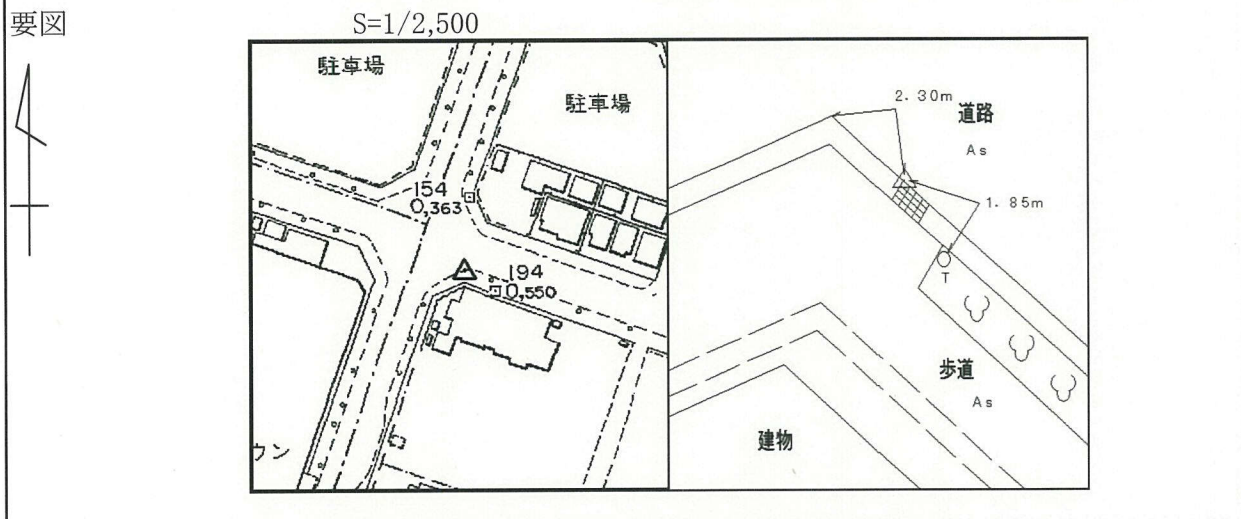 要図
S=1/2,500
駐車場
駐車場
154
0,363
194
0,550
ウン
2.30m
道路
As
1.85m
T
歩道
As
建物